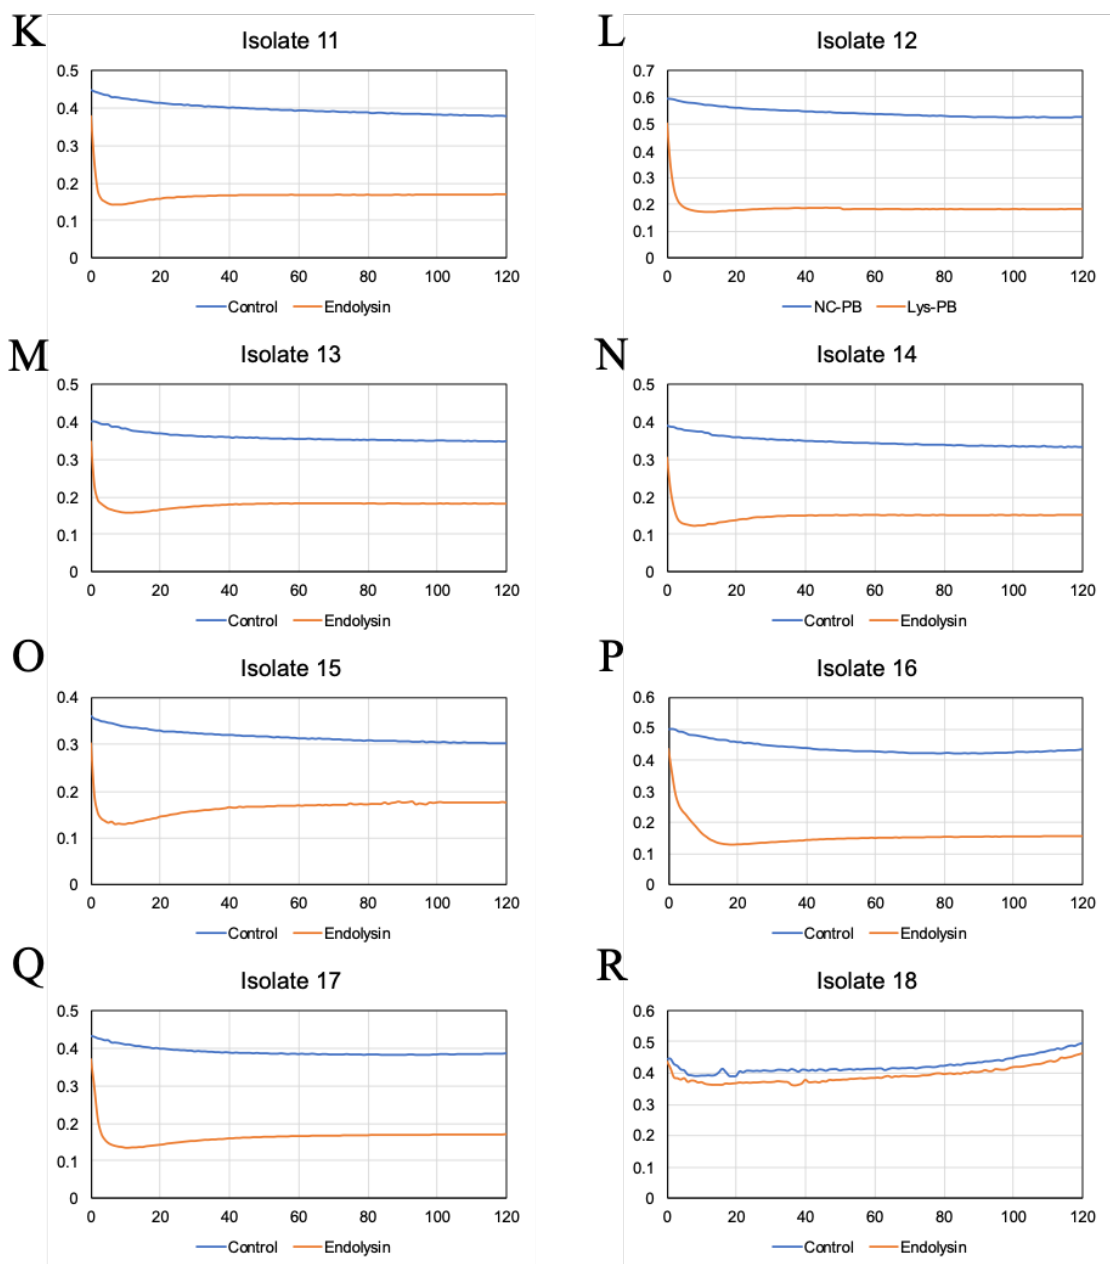 K
Isolate 11
0.5
0.4
0.3
0.2
0.1
0
0 20 40 60 80 100 120
Control Endolysin
L
Isolate 12
0.7
0.6
0.5
0.4
0.3
0.2
0.1
0
0 20 40 60 80 100 120
NC-PB Lys-PB
M
Isolate 13
0.5
0.4
0.3
0.2
0.1
0
0 20 40 60 80 100 120
Control Endolysin
N
Isolate 14
0.5
0.4
0.3
0.2
0.1
0
0 20 40 60 80 100 120
Control Endolysin
O
Isolate 15
0.4
0.3
0.2
0.1
0
0 20 40 60 80 100 120
Control Endolysin
P
Isolate 16
0.6
0.5
0.4
0.3
0.2
0.1
0
0 20 40 60 80 100 120
Control Endolysin
Q
Isolate 17
0.5
0.4
0.3
0.2
0.1
0
0 20 40 60 80 100 120
Control Endolysin
R
Isolate 18
0.6
0.5
0.4
0.3
0.2
0.1
0
0 20 40 60 80 100 120
Control Endolysin